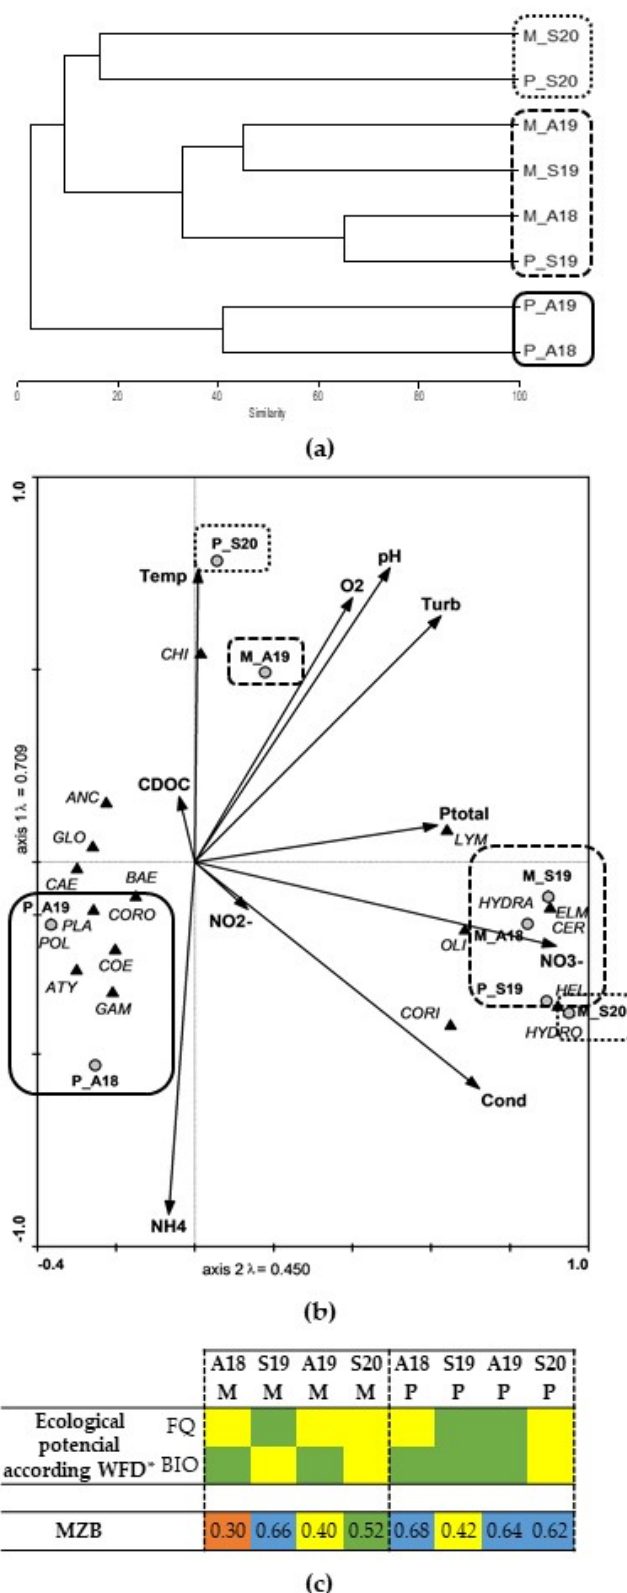 M_S20
P_S20
M_A19
M_S19
M_A18
P_S19
P_A19
P_A18
0 20 40 60 80 100
Similarity
(a)
1.0
P_S20
Temp
pH
O2
Turb
CHI
M_A19
axis 1 λ = 0.709
CDOC
ANC
Ptotal
GLO
LYM
CAE
BAE
M_S19
P_A19
CORO
HYDRA
ELM
PLA
NO2-
M_A18
CER
POL
OLI
COE
NO3-
ATY
P_S19
HEL
GAM
CORI
M_S20
HYDRO
P_A18
Cond
NH4
-1.0
-0.4
axis 2 λ = 0.450
1.0
(b)
A18 S19 A19 S20 A18 S19 A19 S20
M M M M P P P P
Ecological FQ
potencial
according WFD* BIO
MZB 0.30 0.66 0.40 0.52 0.68 0.42 0.64 0.62
(c)